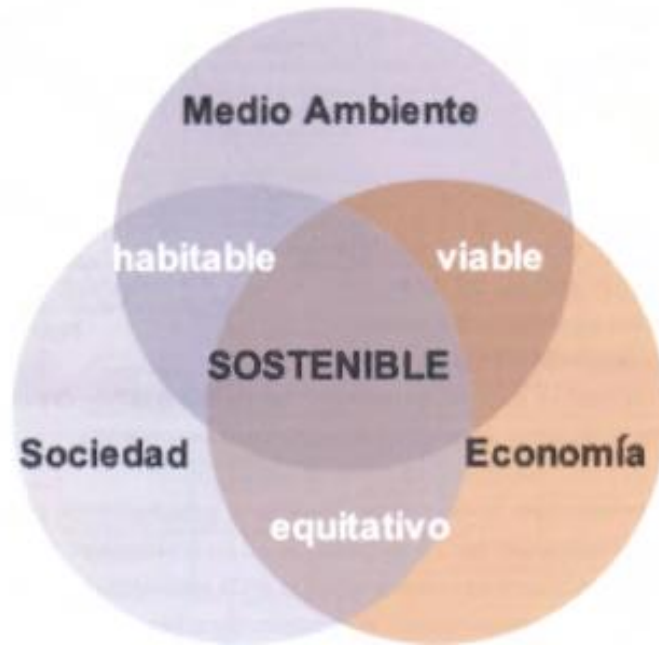 Medio Ambiente
habitable
viable
SOSTENIBLE
Sociedad
Economía
equitativo